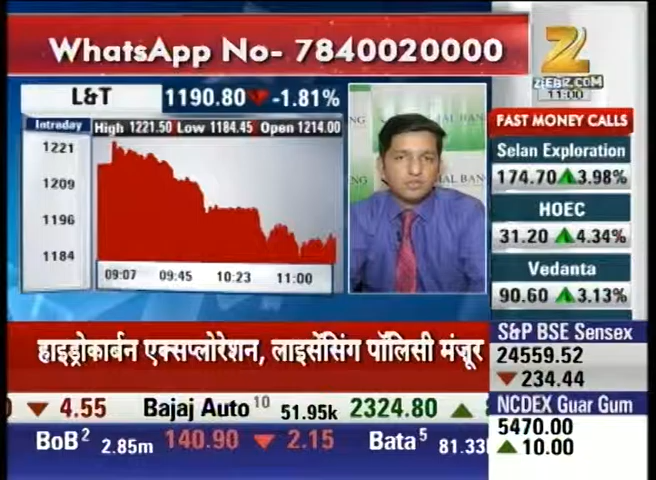 WhatsApp No- 7840020000
Z
ZEEBIZ.COM
11:00
L&T 1190.80 -1.81%
Intraday High 1221.50 Low 1184.45 Open 1214.00
1221
1209
1196
1184
09:07 09:45 10:23 11:00
FAST MONEY CALLS
Selan Exploration
174.70 3.98%
HOEC
31.20 4.34%
Vedanta
90.60 3.13%
हाइड्रोकार्बन एक्सप्लोरेशन, लाइसेंसिंग पॉलिसी मंजूर
S&P BSE Sensex
24559.52
234.44
NCDEX Guar Gum
5470.00
10.00
4.55 Bajaj Auto 10 51.95k 2324.80
BoB 2 2.85m 140.90 2.15 Bata 5 81.33